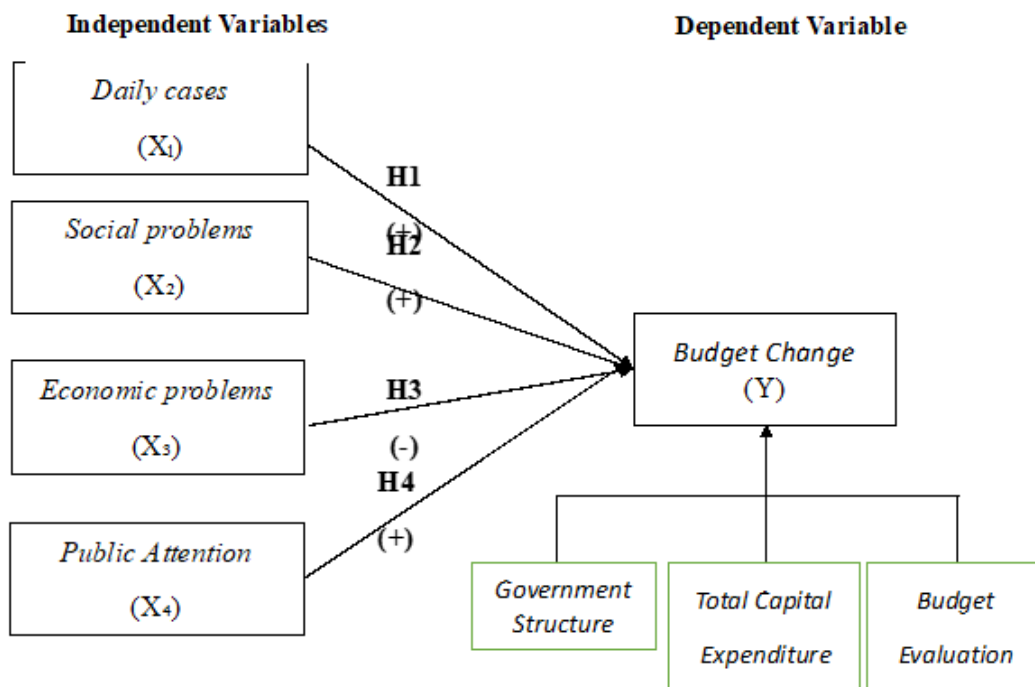 Independent Variables
Dependent Variable
Daily cases
(X₁)
H1
(+)
Social problems
(X₂)
H2
(+)
Economic problems
(X₃)
H3
(-)
Public Attention
(X₄)
H4
(+)
Budget Change
(Y)
Government
Structure
Total Capital
Expenditure
Budget
Evaluation